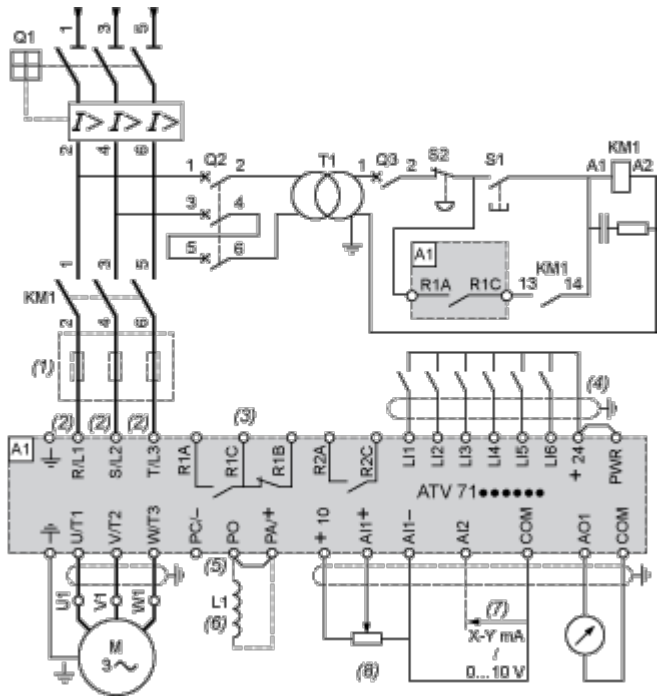 Q1
1 3 5
I> I> I>
2 4 6
1 Q2 2
3 4
5 6
T1
1 Q3 2
S2
S1
KM1
A1 A2
A1
R1A R1C
13 KM1 14
1 3 5
KM1
2 4 6
(1)
(2) (2) (2)
(3)
(4)
A1
R/L1 S/L2 T/L3 R1A R1C R1B R2A R2C LI1 LI2 LI3 LI4 LI5 LI6 + 24 PWR
ATV 71●●●●●●●
U/T1 V/T2 W/T3 PC/- PO PA/+ + 10 AI1+ AI1- AI2 COM AO1 COM
(5)
U1 V1 W1
L1
(6)
(7)
X-Y mA
/
0...10 V
M
3~
(8)